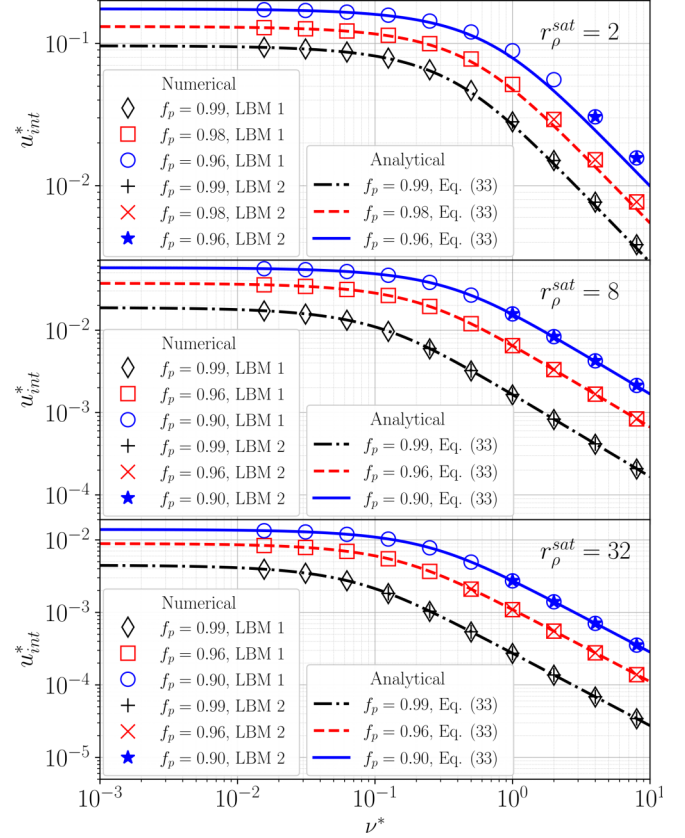 10⁻¹
10⁻²
u*_int
r_ρ^sat = 2
Numerical
f_p = 0.99, LBM 1
f_p = 0.98, LBM 1
f_p = 0.96, LBM 1
f_p = 0.99, LBM 2
f_p = 0.98, LBM 2
f_p = 0.96, LBM 2
Analytical
f_p = 0.99, Eq. (33)
f_p = 0.98, Eq. (33)
f_p = 0.96, Eq. (33)
10⁻²
10⁻³
10⁻⁴
u*_int
r_ρ^sat = 8
Numerical
f_p = 0.99, LBM 1
f_p = 0.96, LBM 1
f_p = 0.90, LBM 1
f_p = 0.99, LBM 2
f_p = 0.96, LBM 2
f_p = 0.90, LBM 2
Analytical
f_p = 0.99, Eq. (33)
f_p = 0.96, Eq. (33)
f_p = 0.90, Eq. (33)
10⁻²
10⁻³
10⁻⁴
10⁻⁵
u*_int
r_ρ^sat = 32
Numerical
f_p = 0.99, LBM 1
f_p = 0.96, LBM 1
f_p = 0.90, LBM 1
f_p = 0.99, LBM 2
f_p = 0.96, LBM 2
f_p = 0.90, LBM 2
Analytical
f_p = 0.99, Eq. (33)
f_p = 0.96, Eq. (33)
f_p = 0.90, Eq. (33)
10⁻³ 10⁻² 10⁻¹ 10⁰ 10¹
ν*